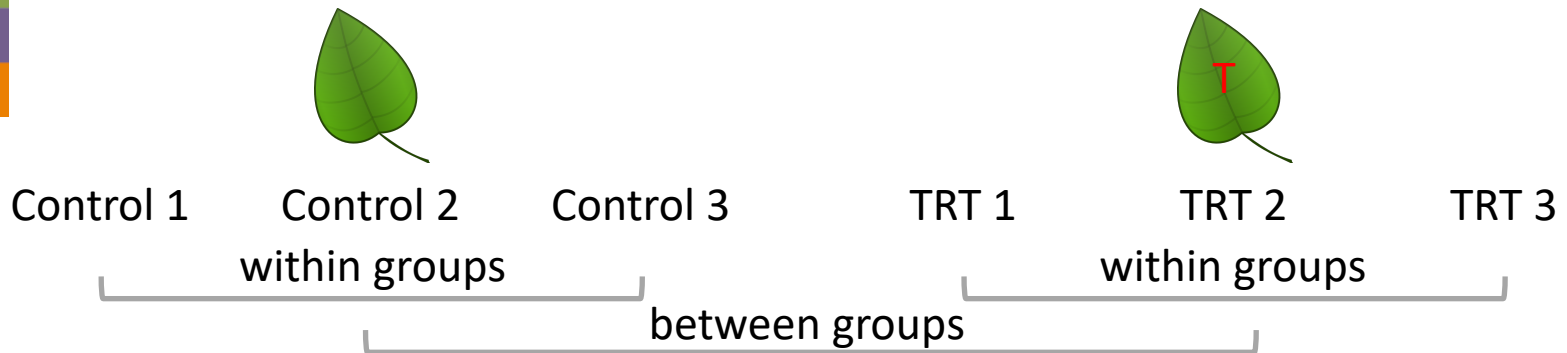 T
Control 1 Control 2 Control 3 TRT 1 TRT 2 TRT 3
within groups within groups
between groups